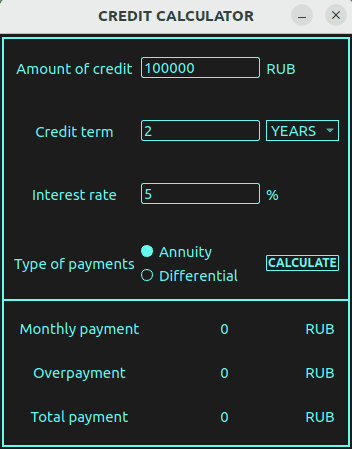 CREDIT CALCULATOR
Amount of credit 100000 RUB
Credit term 2 YEARS
Interest rate 5 %
Type of payments Annuity CALCULATE
Differential
Monthly payment 0 RUB
Overpayment 0 RUB
Total payment 0 RUB